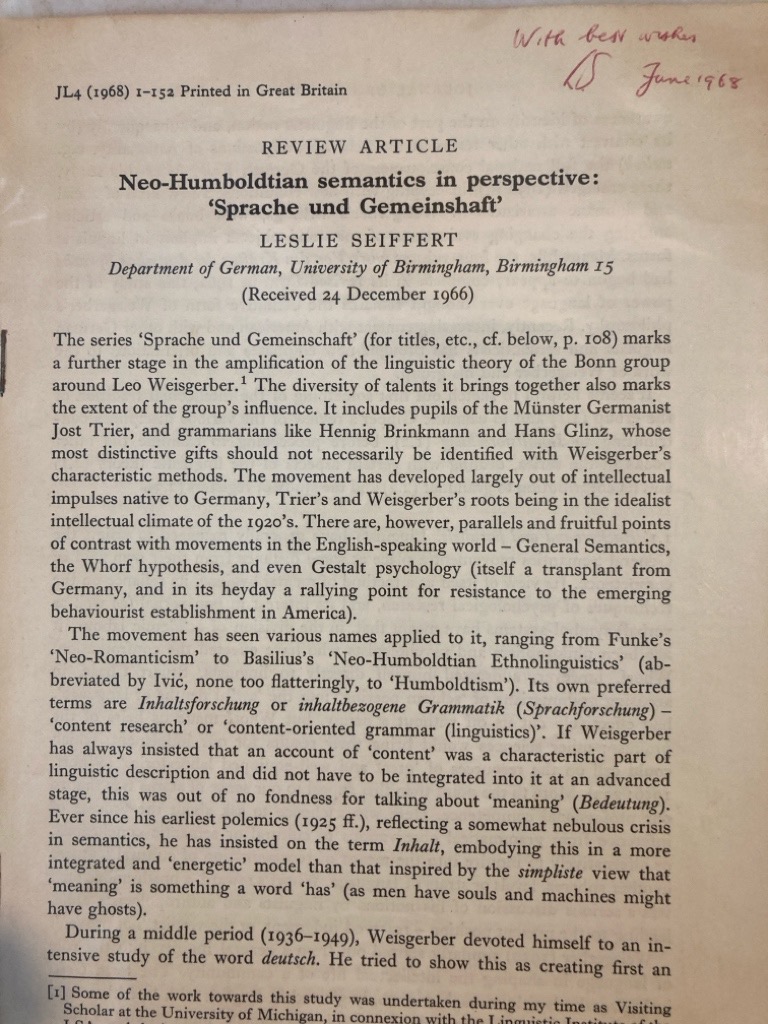 With best wishes
LS June 1968
JL4 (1968) 1-152 Printed in Great Britain
REVIEW ARTICLE
Neo-Humboldtian semantics in perspective:
‘Sprache und Gemeinshaft’
LESLIE SEIFFERT
Department of German, University of Birmingham, Birmingham 15
(Received 24 December 1966)
The series ‘Sprache und Gemeinschaft’ (for titles, etc., cf. below, p. 108) marks
a further stage in the amplification of the linguistic theory of the Bonn group
around Leo Weisgerber.¹ The diversity of talents it brings together also marks
the extent of the group’s influence. It includes pupils of the Münster Germanist
Jost Trier, and grammarians like Hennig Brinkmann and Hans Glinz, whose
most distinctive gifts should not necessarily be identified with Weisgerber’s
characteristic methods. The movement has developed largely out of intellectual
impulses native to Germany, Trier’s and Weisgerber’s roots being in the idealist
intellectual climate of the 1920’s. There are, however, parallels and fruitful points
of contrast with movements in the English-speaking world – General Semantics,
the Whorf hypothesis, and even Gestalt psychology (itself a transplant from
Germany, and in its heyday a rallying point for resistance to the emerging
behaviourist establishment in America).
The movement has seen various names applied to it, ranging from Funke’s
‘Neo-Romanticism’ to Basilius’s ‘Neo-Humboldtian Ethnolinguistics’ (ab-
breviated by Ivić, none too flatteringly, to ‘Humboldtism’). Its own preferred
terms are Inhaltsforschung or inhaltbezogene Grammatik (Sprachforschung) –
‘content research’ or ‘content-oriented grammar (linguistics)’. If Weisgerber
has always insisted that an account of ‘content’ was a characteristic part of
linguistic description and did not have to be integrated into it at an advanced
stage, this was out of no fondness for talking about ‘meaning’ (Bedeutung).
Ever since his earliest polemics (1925 ff.), reflecting a somewhat nebulous crisis
in semantics, he has insisted on the term Inhalt, embodying this in a more
integrated and ‘energetic’ model than that inspired by the simpliste view that
‘meaning’ is something a word ‘has’ (as men have souls and machines might
have ghosts).
During a middle period (1936–1949), Weisgerber devoted himself to an in-
tensive study of the word deutsch. He tried to show this as creating first an
[1] Some of the work towards this study was undertaken during my time as Visiting
Scholar at the University of Michigan, in connexion with the Linguistic Institute of